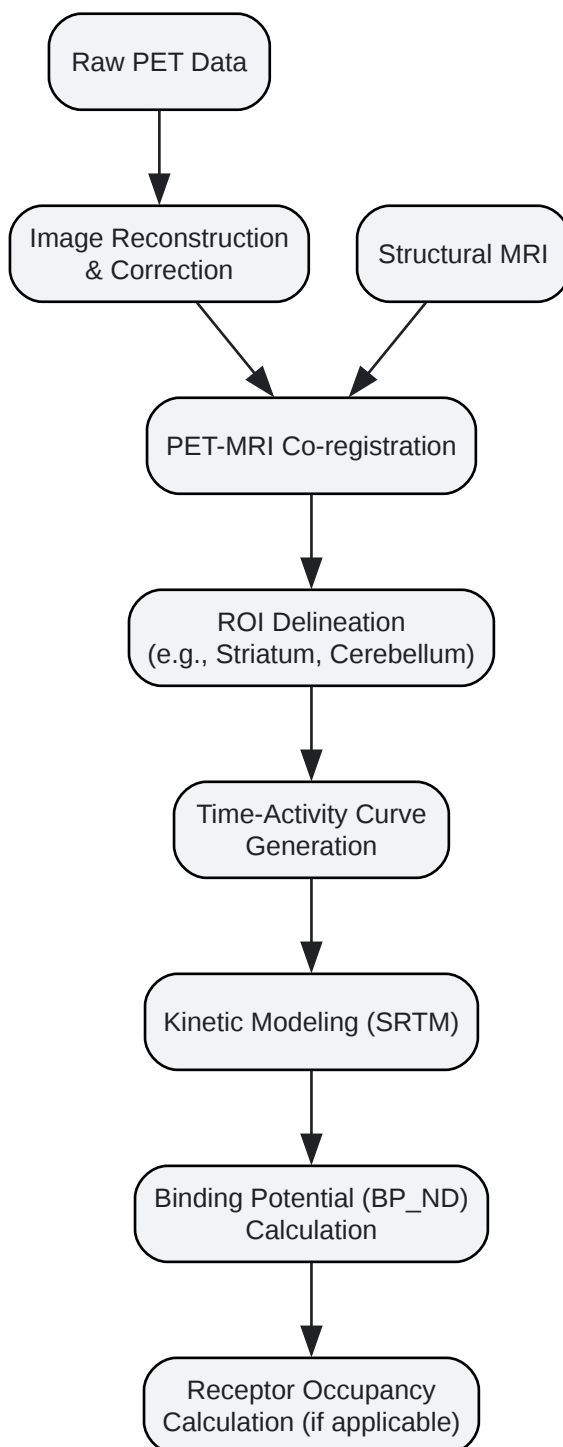 Raw PET Data
Image Reconstruction
& Correction
Structural MRI
PET-MRI Co-registration
ROI Delineation
(e.g., Striatum, Cerebellum)
Time-Activity Curve
Generation
Kinetic Modeling (SRTM)
Binding Potential (BP_ND)
Calculation
Receptor Occupancy
Calculation (if applicable)